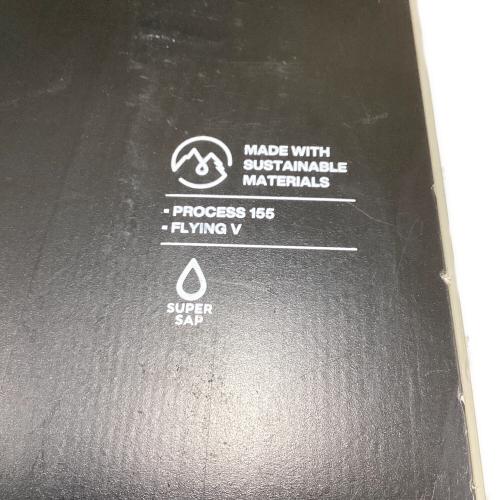 MADE WITH
SUSTAINABLE
MATERIALS
- PROCESS 155
- FLYING V
SUPER
SAP